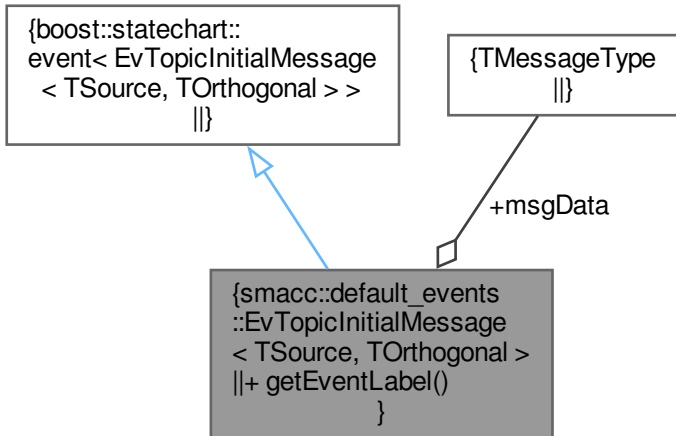 {boost::statechart::
event< EvTopicInitialMessage
< TSource, TOrthogonal > >
||}
{TMessageType
||}
+msgData
{smacc::default_events
::EvTopicInitialMessage
< TSource, TOrthogonal >
||+ getEventLabel()
}